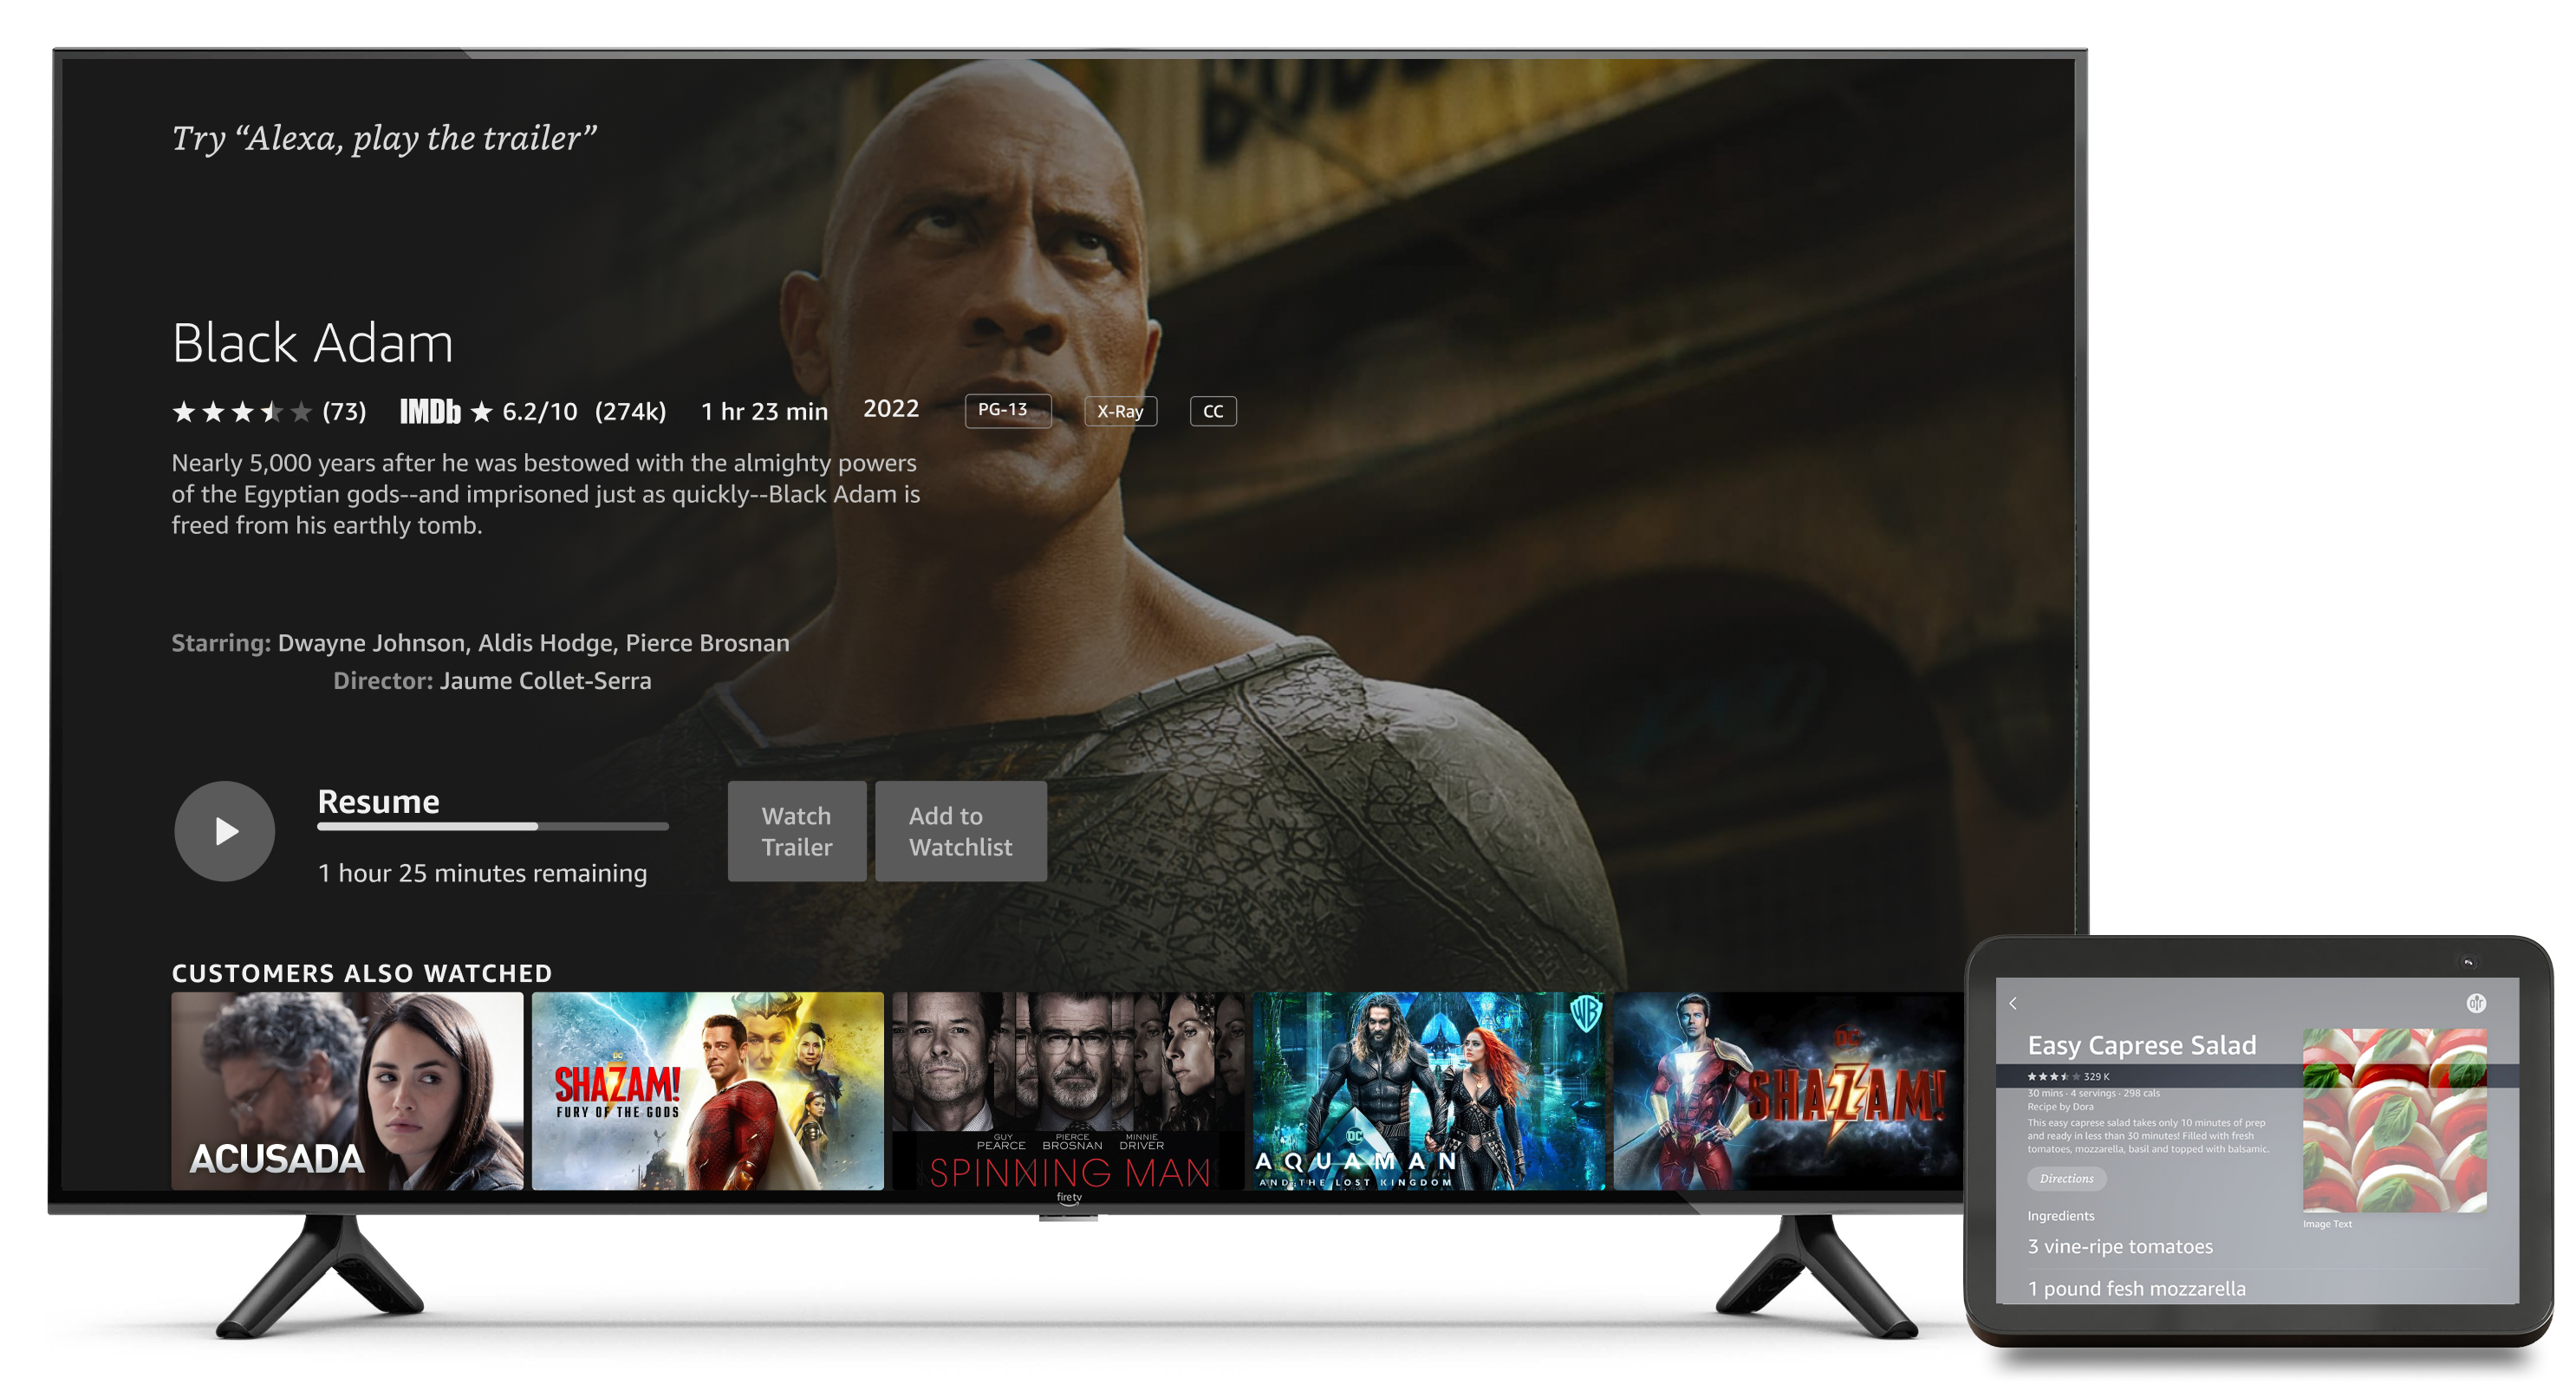 Try “Alexa, play the trailer”
Black Adam
(73) IMDb 6.2/10 (274k) 1 hr 23 min 2022 PG-13 X-Ray CC
Nearly 5,000 years after he was bestowed with the almighty powers
of the Egyptian gods--and imprisoned just as quickly--Black Adam is
freed from his earthly tomb.
Starring: Dwayne Johnson, Aldis Hodge, Pierce Brosnan
Director: Jaume Collet-Serra
Resume
1 hour 25 minutes remaining
Watch
Trailer
Add to
Watchlist
CUSTOMERS ALSO WATCHED
ACUSADA
DC
SHAZAM!
FURY OF THE GODS
GUY
PEARCE
PIERCE
BROSNAN
MINNIE
DRIVER
SPINNING MAN
WB
DC
AQUAMAN
AND THE LOST KINGDOM
DC
SHAZAM!
firetv
Easy Caprese Salad
329 K
30 mins · 4 servings · 298 cals
Recipe by Dora
This easy caprese salad takes only 10 minutes of prep
and ready in less than 30 minutes! Filled with fresh
tomatoes, mozzarella, basil and topped with balsamic.
Directions
Ingredients
3 vine-ripe tomatoes
1 pound fesh mozzarella
Image Text